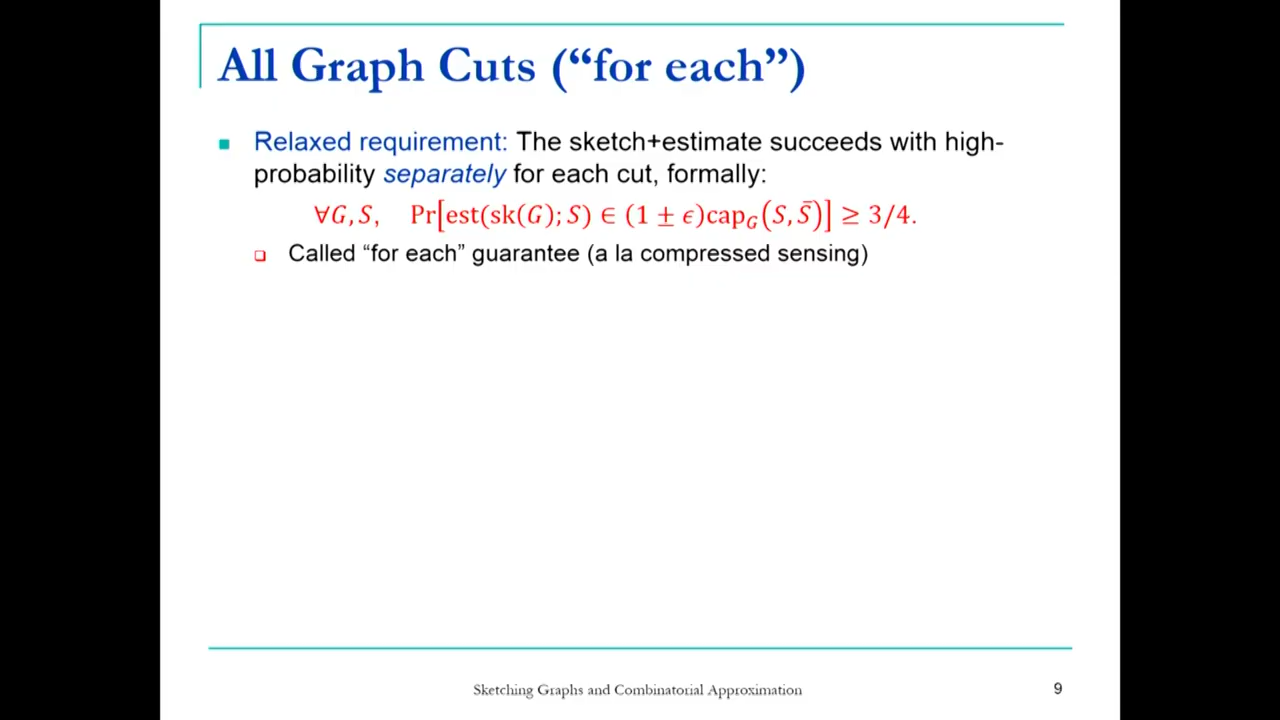 All Graph Cuts (“for each”)
Relaxed requirement: The sketch+estimate succeeds with high-
probability separately for each cut, formally:
∀G, S, Pr[est(sk(G); S) ∈ (1 ± ϵ)cap_G(S, S̄)] ≥ 3/4.
Called “for each” guarantee (a la compressed sensing)
Sketching Graphs and Combinatorial Approximation
9